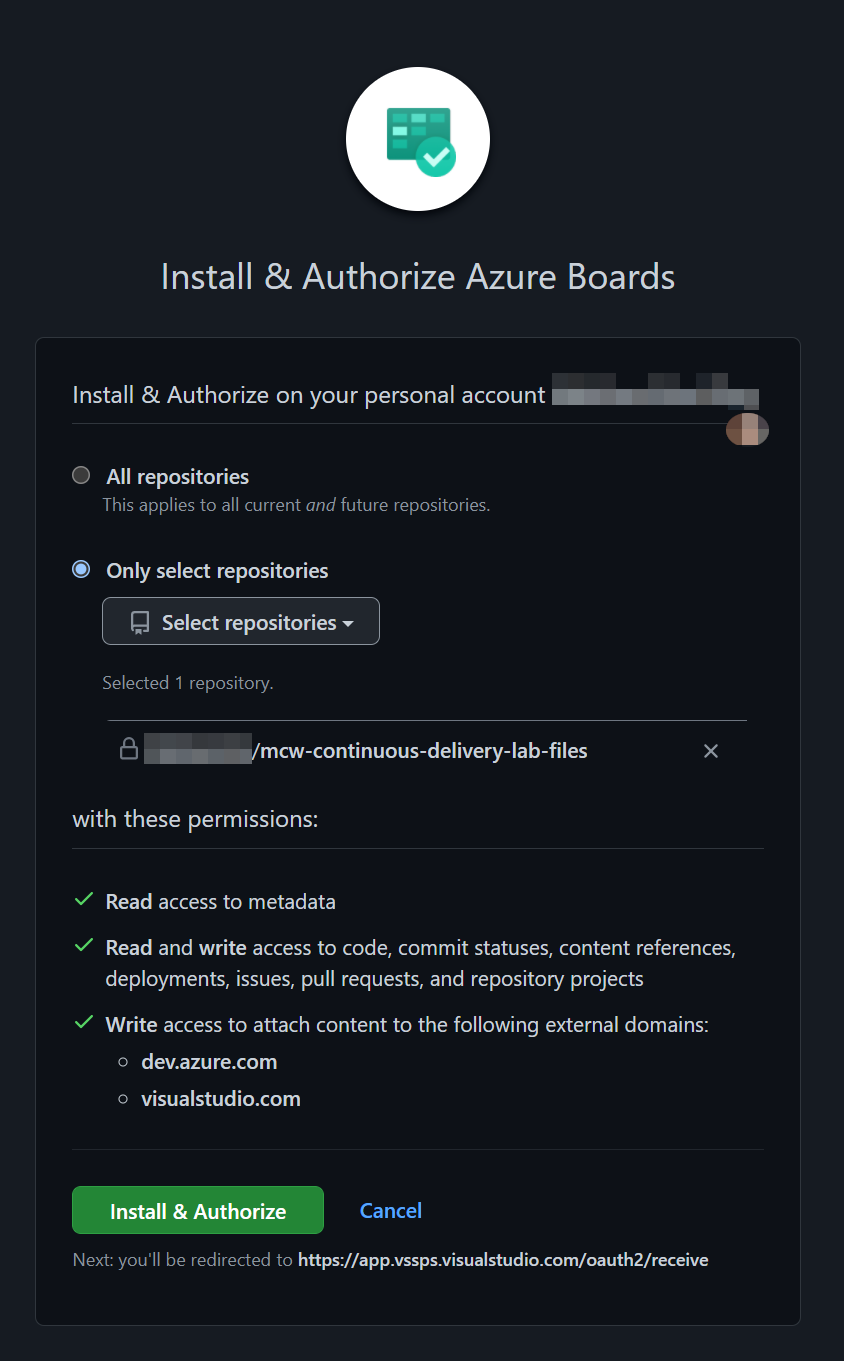 Install & Authorize Azure Boards
Install & Authorize on your personal account
All repositories
This applies to all current and future repositories.
Only select repositories
Select repositories
Selected 1 repository.
/mcw-continuous-delivery-lab-files
with these permissions:
Read access to metadata
Read and write access to code, commit statuses, content references,
deployments, issues, pull requests, and repository projects
Write access to attach content to the following external domains:
dev.azure.com
visualstudio.com
Install & Authorize Cancel
Next: you'll be redirected to https://app.vssps.visualstudio.com/oauth2/receive